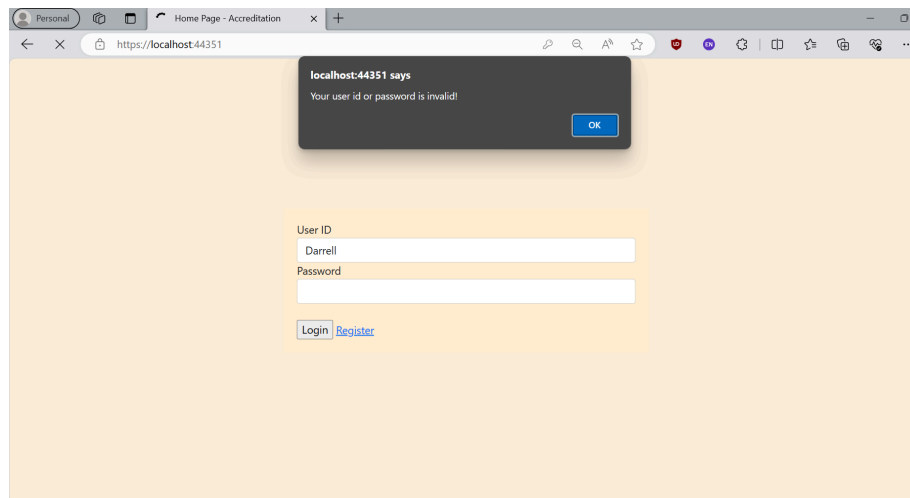 Personal
Home Page - Accreditation
https://localhost:44351
localhost:44351 says
Your user id or password is invalid!
OK
User ID
Darrell
Password
Login Register